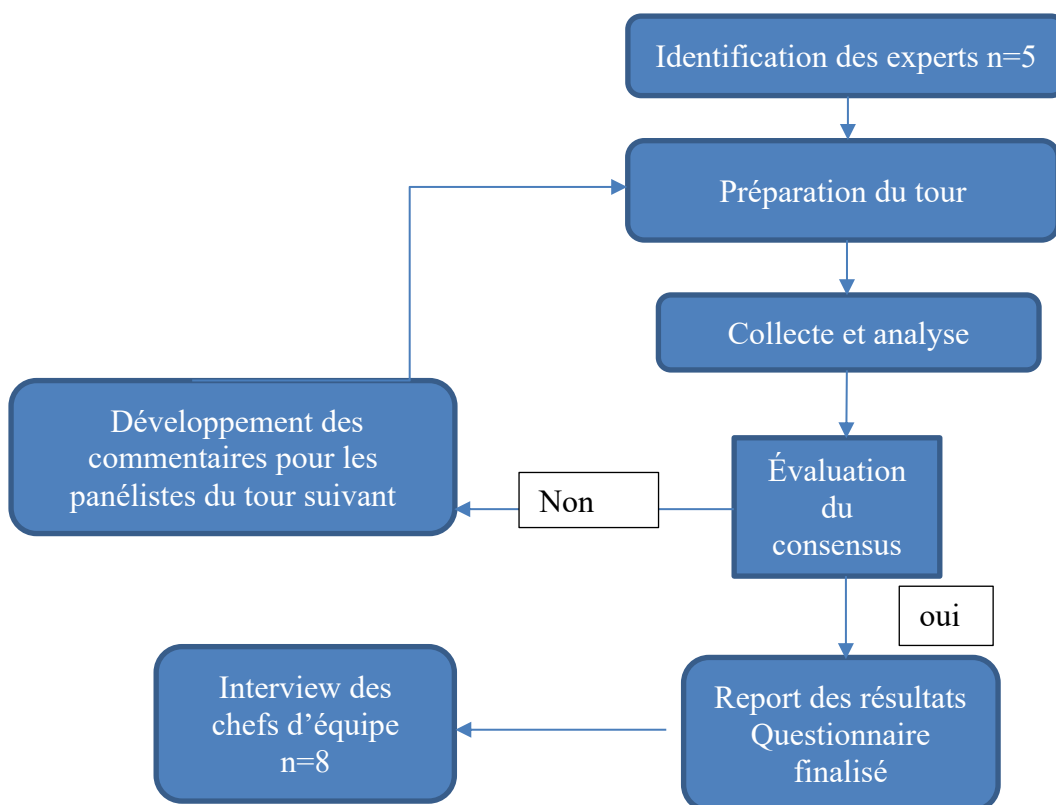 Identification des experts n=5
Préparation du tour
Collecte et analyse
Développement des
commentaires pour les
panélistes du tour suivant
Non
Évaluation
du
consensus
oui
Interview des
chefs d’équipe
n=8
Report des résultats
Questionnaire
finalisé